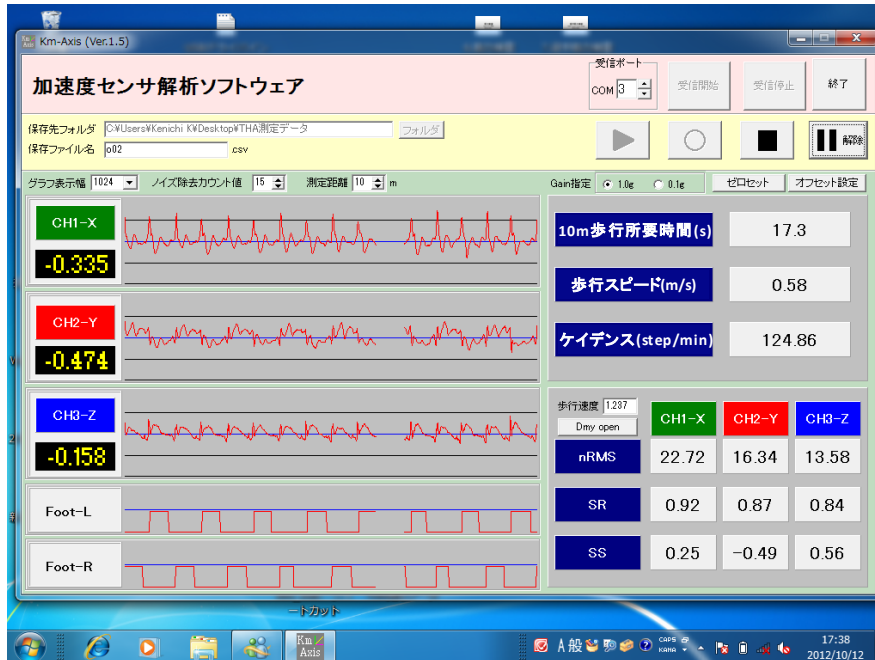 Km-Axis (Ver.1.5)
加速度センサ解析ソフトウェア
受信ポート
COM 3
受信開始
受信停止
終了
保存先フォルダ C:¥Users¥Kenichi K¥Desktop¥THA測定データ フォルダ
保存ファイル名 o02 .csv
解除
グラフ表示幅 1024 ノイズ除去カウント値 15 測定距離 10 m
Gain指定 1.0g 0.1g ゼロセット オフセット設定
CH1-X
-0.335
CH2-Y
-0.474
CH3-Z
-0.158
Foot-L
Foot-R
10m歩行所要時間(s) 17.3
歩行スピード(m/s) 0.58
ケイデンス(step/min) 124.86
歩行速度 1.237
Dmy open
CH1-X CH2-Y CH3-Z
nRMS 22.72 16.34 13.58
SR 0.92 0.87 0.84
SS 0.25 -0.49 0.56
ートカット
Km
Axis
A 般
CAPS
KANA
17:38
2012/10/12